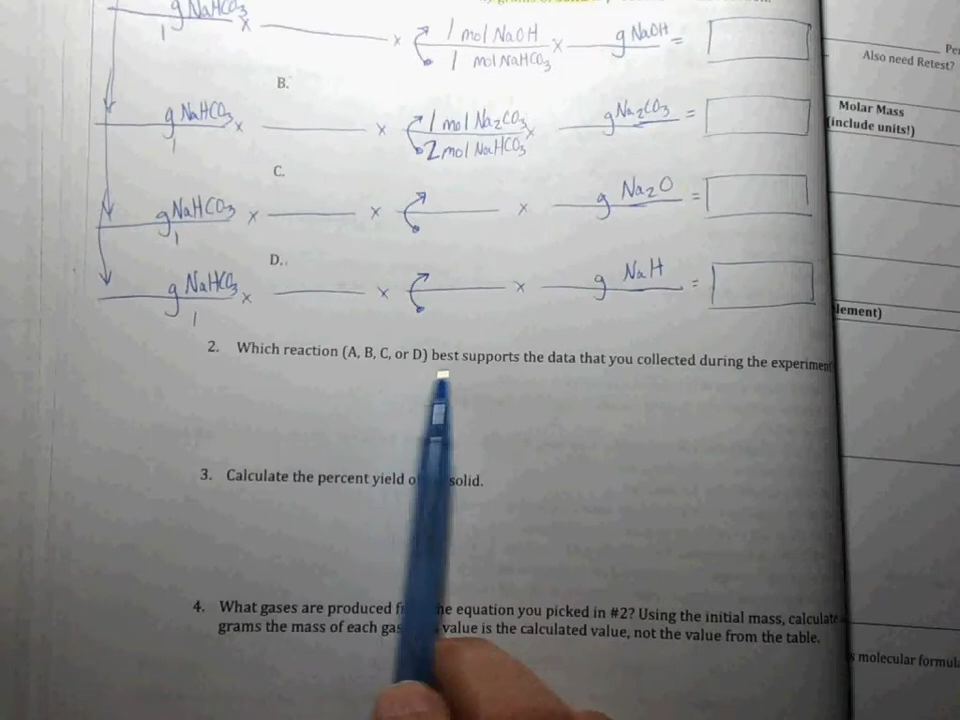 g NaHCO3
1
x
x
1 mol NaOH
1 mol NaHCO3
x
g NaOH
=
Also need Retest?
B.
g NaHCO3
1
x
x
1 mol Na2CO3
2 mol NaHCO3
x
g Na2CO3
=
Molar Mass
(include units!)
C.
g NaHCO3
1
x
x
x
g Na2O
=
D.
g NaHCO3
1
x
x
x
g NaH
=
lement)
2. Which reaction (A, B, C, or D) best supports the data that you collected during the experiment
3. Calculate the percent yield o solid.
4. What gases are produced f he equation you picked in #2? Using the initial mass, calculate
grams the mass of each gas value is the calculated value, not the value from the table.
s molecular formul